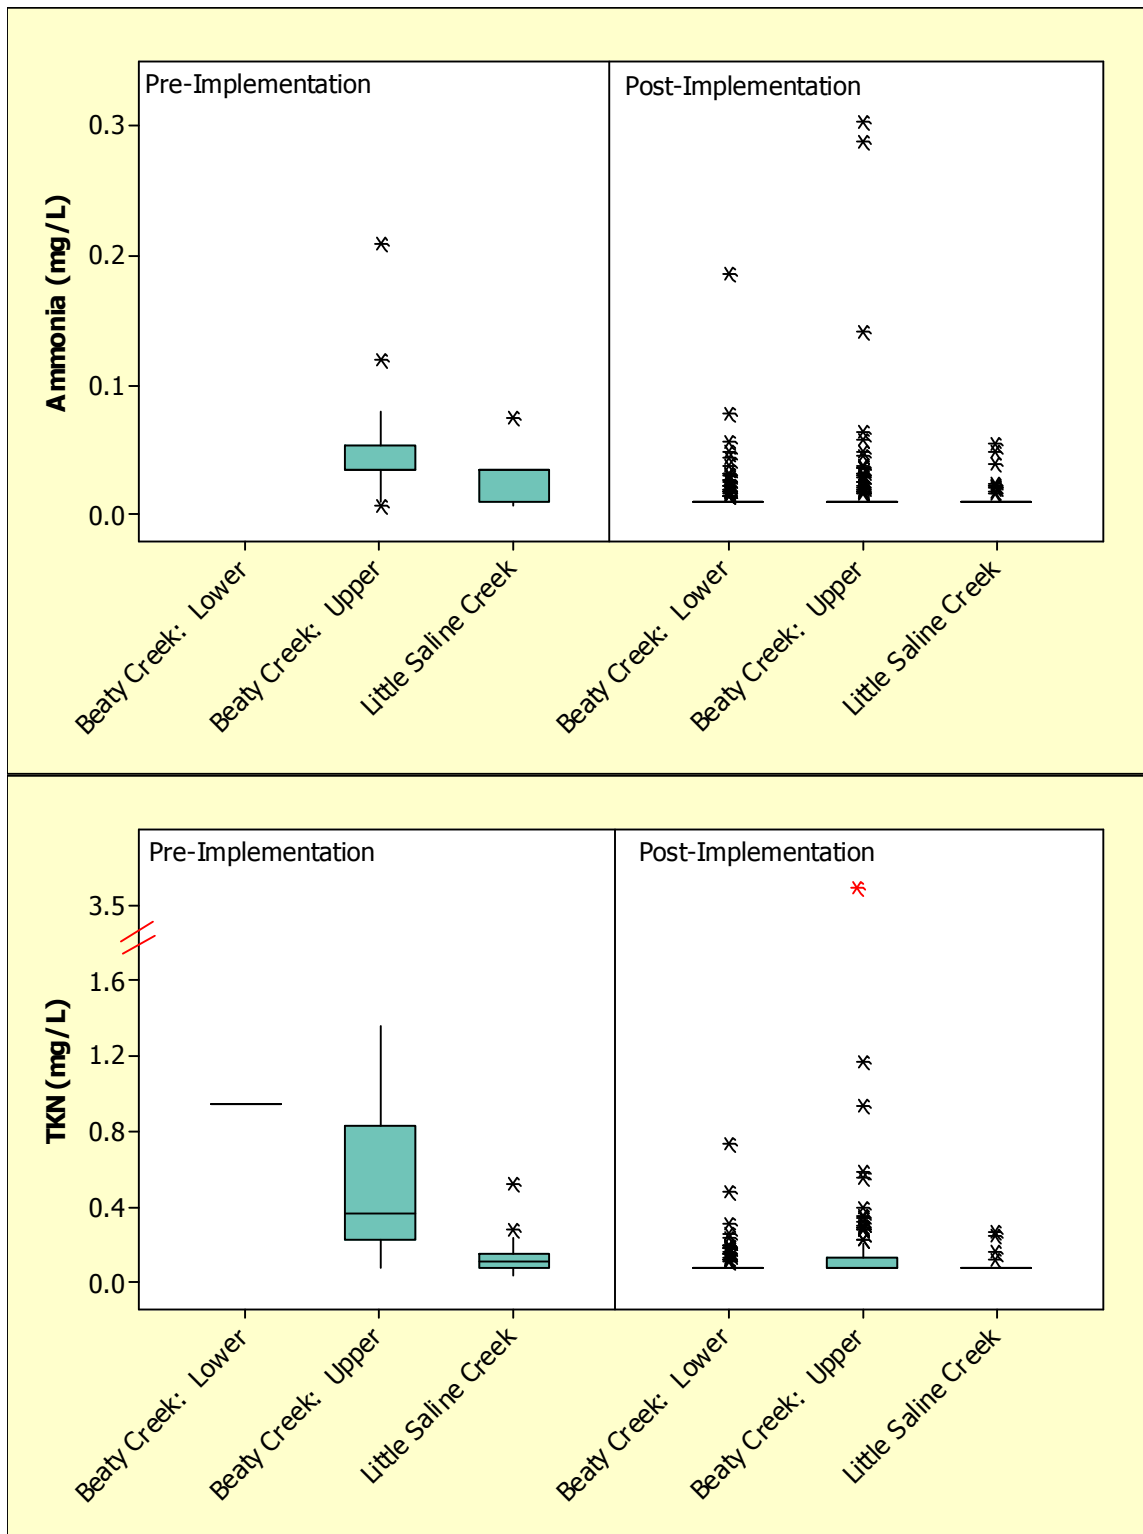 Pre-Implementation
Post-Implementation
Ammonia (mg/L)
0.3
0.2
0.1
0.0
Beaty Creek: Lower
Beaty Creek: Upper
Little Saline Creek
Beaty Creek: Lower
Beaty Creek: Upper
Little Saline Creek
Pre-Implementation
Post-Implementation
TKN (mg/L)
3.5
1.6
1.2
0.8
0.4
0.0
Beaty Creek: Lower
Beaty Creek: Upper
Little Saline Creek
Beaty Creek: Lower
Beaty Creek: Upper
Little Saline Creek